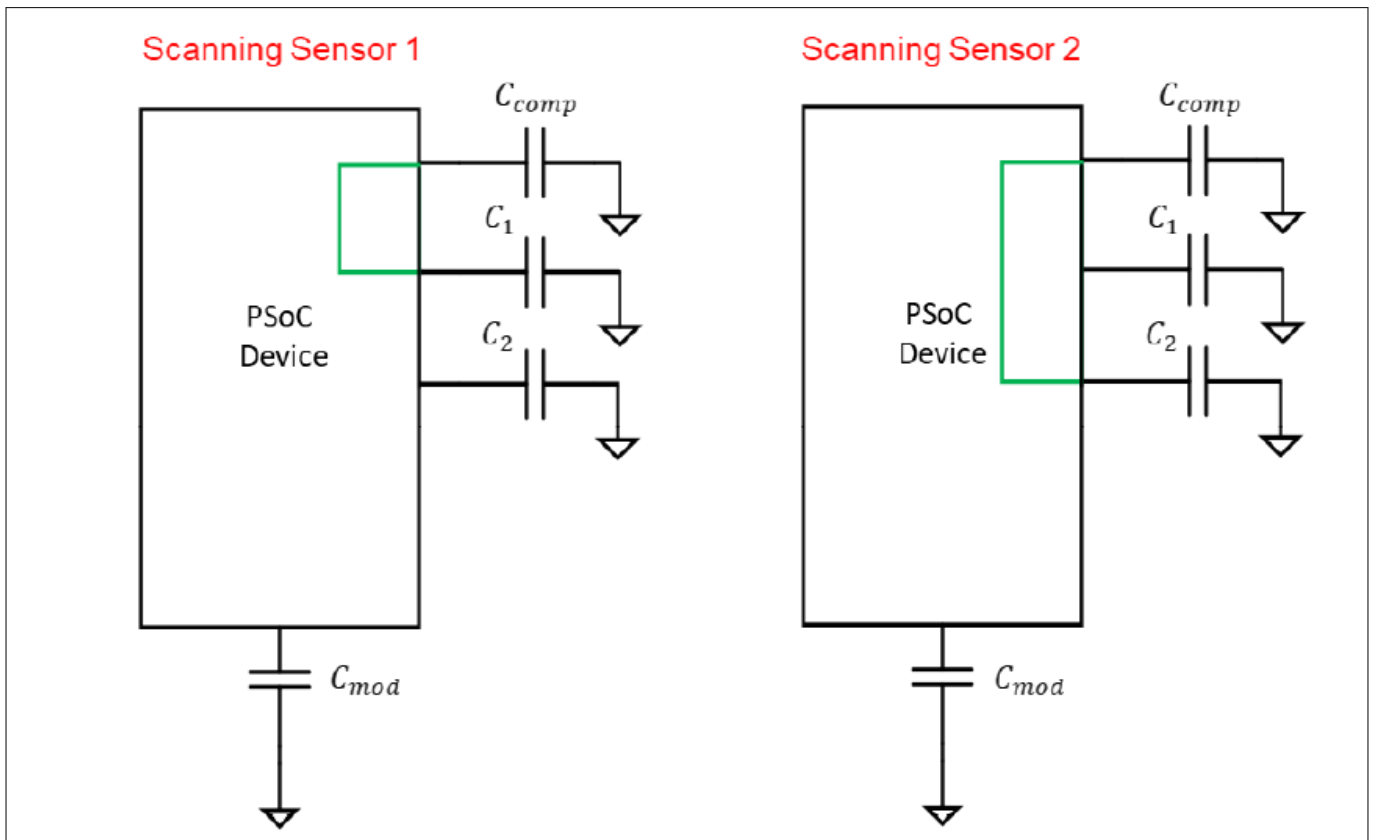 Scanning Sensor 1
C_comp
C_1
C_2
PSoC
Device
C_mod
Scanning Sensor 2
C_comp
C_1
C_2
PSoC
Device
C_mod